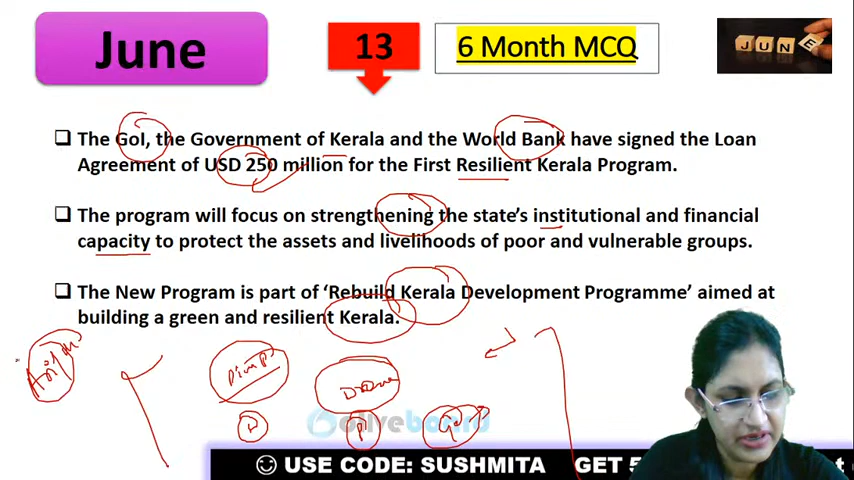 June
13
6 Month MCQ
JUNE
❑ The GoI, the Government of Kerala and the World Bank have signed the Loan
Agreement of USD 250 million for the First Resilient Kerala Program.
❑ The program will focus on strengthening the state's institutional and financial
capacity to protect the assets and livelihoods of poor and vulnerable groups.
❑ The New Program is part of 'Rebuild Kerala Development Programme' aimed at
building a green and resilient Kerala.
oliveboard
USE CODE: SUSHMITA GET 5